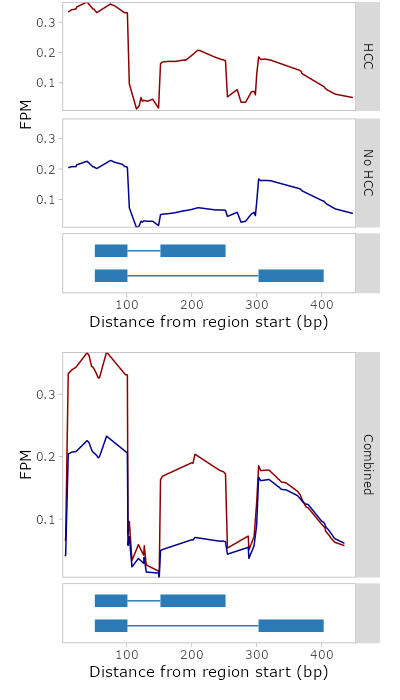 0.3
0.2
0.1
HCC
FPM
0.3
0.2
0.1
No HCC
100 200 300 400
Distance from region start (bp)
0.3
0.2
0.1
FPM
Combined
100 200 300 400
Distance from region start (bp)